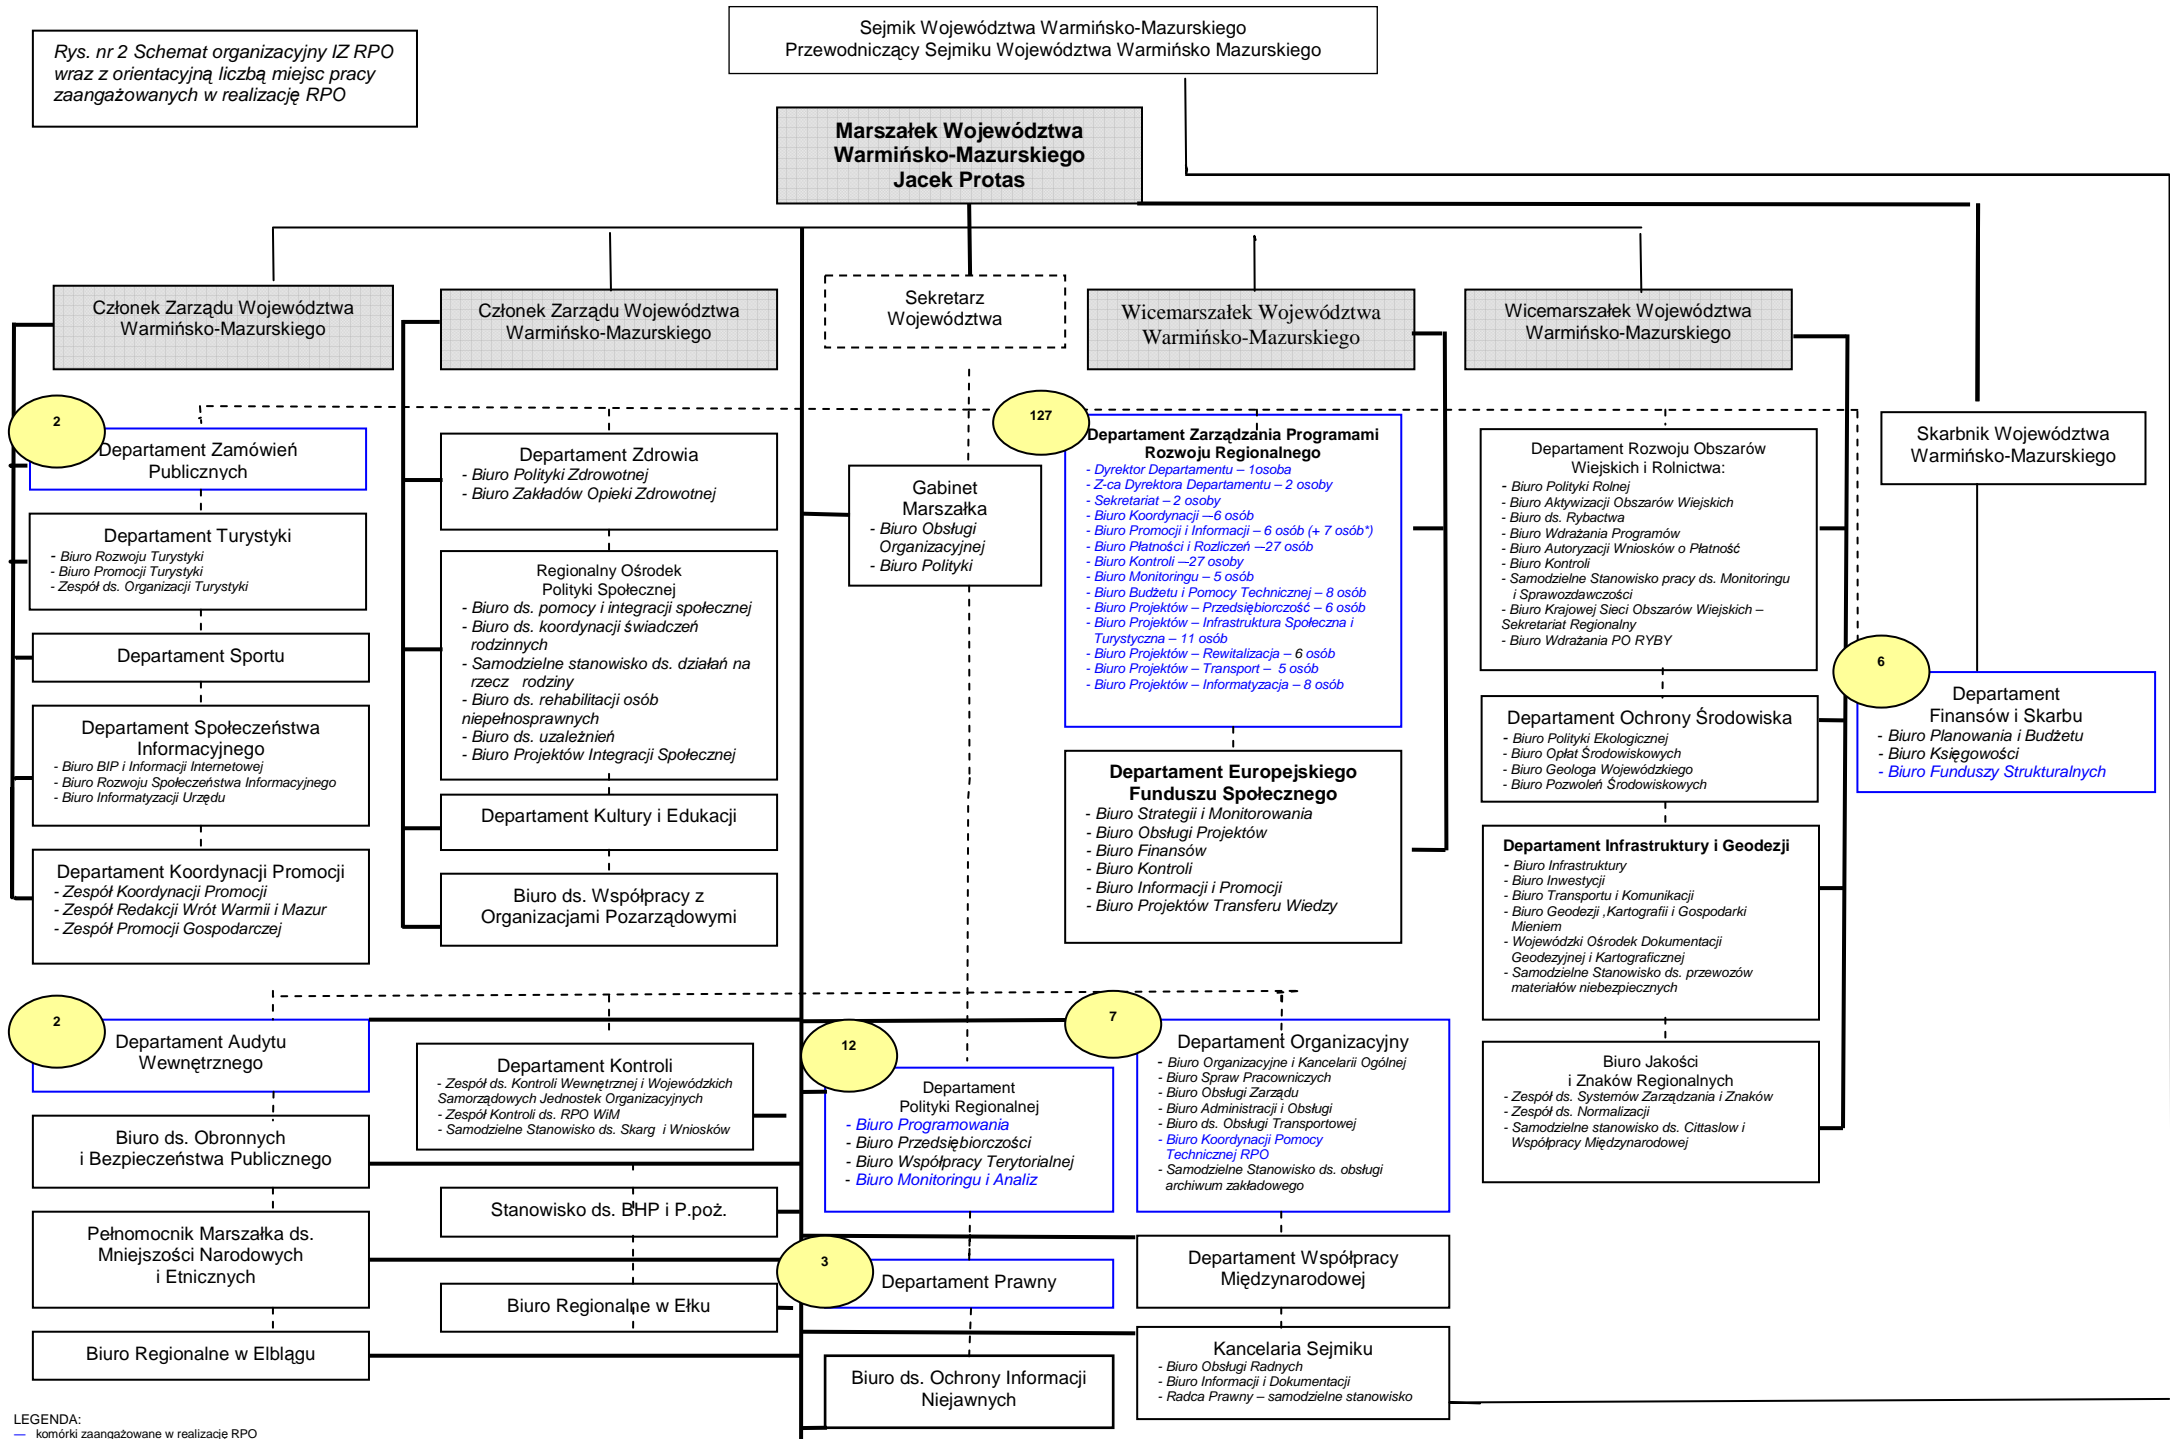 Rys. nr 2 Schemat organizacyjny IZ RPO
wraz z orientacyjną liczbą miejsc pracy
zaangażowanych w realizację RPO
Sejmik Województwa Warmińsko-Mazurskiego
Przewodniczący Sejmiku Województwa Warmińsko Mazurskiego
Marszałek Województwa
Warmińsko-Mazurskiego
Jacek Protas
Członek Zarządu Województwa
Warmińsko-Mazurskiego
Członek Zarządu Województwa
Warmińsko-Mazurskiego
Sekretarz
Województwa
Wicemarszałek Województwa
Warmińsko-Mazurskiego
Wicemarszałek Województwa
Warmińsko-Mazurskiego
2
Departament Zamówień
Publicznych
Departament Turystyki
- Biuro Rozwoju Turystyki
- Biuro Promocji Turystyki
- Zespół ds. Organizacji Turystyki
Departament Sportu
Departament Społeczeństwa
Informacyjnego
- Biuro BIP i Informacji Internetowej
- Biuro Rozwoju Społeczeństwa Informacyjnego
- Biuro Informatyzacji Urzędu
Departament Koordynacji Promocji
- Zespół Koordynacji Promocji
- Zespół Redakcji Wrót Warmii i Mazur
- Zespół Promocji Gospodarczej
Departament Zdrowia
- Biuro Polityki Zdrowotnej
- Biuro Zakładów Opieki Zdrowotnej
Regionalny Ośrodek
Polityki Społecznej
- Biuro ds. pomocy i integracji społecznej
- Biuro ds. koordynacji świadczeń
rodzinnych
- Samodzielne stanowisko ds. działań na
rzecz rodziny
- Biuro ds. rehabilitacji osób
niepełnosprawnych
- Biuro ds. uzależnień
- Biuro Projektów Integracji Społecznej
Departament Kultury i Edukacji
Biuro ds. Współpracy z
Organizacjami Pozarządowymi
Gabinet
Marszałka
- Biuro Obsługi
Organizacyjnej
- Biuro Polityki
127
Departament Zarządzania Programami
Rozwoju Regionalnego
- Dyrektor Departamentu – 1osoba
- Z-ca Dyrektora Departamentu – 2 osoby
- Sekretariat – 2 osoby
- Biuro Koordynacji –-6 osób
- Biuro Promocji i Informacji – 6 osób (+ 7 osób*)
- Biuro Płatności i Rozliczeń –-27 osób
- Biuro Kontroli –-27 osoby
- Biuro Monitoringu – 5 osób
- Biuro Budżetu i Pomocy Technicznej – 8 osób
- Biuro Projektów – Przedsiębiorczość – 6 osób
- Biuro Projektów – Infrastruktura Społeczna i
Turystyczna – 11 osób
- Biuro Projektów – Rewitalizacja – 6 osób
- Biuro Projektów – Transport – 5 osób
- Biuro Projektów – Informatyzacja – 8 osób
Departament Europejskiego
Funduszu Społecznego
- Biuro Strategii i Monitorowania
- Biuro Obsługi Projektów
- Biuro Finansów
- Biuro Kontroli
- Biuro Informacji i Promocji
- Biuro Projektów Transferu Wiedzy
Departament Rozwoju Obszarów
Wiejskich i Rolnictwa:
- Biuro Polityki Rolnej
- Biuro Aktywizacji Obszarów Wiejskich
- Biuro ds. Rybactwa
- Biuro Wdrażania Programów
- Biuro Autoryzacji Wniosków o Płatność
- Biuro Kontroli
- Samodzielne Stanowisko pracy ds. Monitoringu
i Sprawozdawczości
- Biuro Krajowej Sieci Obszarów Wiejskich –
Sekretariat Regionalny
- Biuro Wdrażania PO RYBY
Departament Ochrony Środowiska
- Biuro Polityki Ekologicznej
- Biuro Opłat Środowiskowych
- Biuro Geologa Wojewódzkiego
- Biuro Pozwoleń Środowiskowych
Departament Infrastruktury i Geodezji
- Biuro Infrastruktury
- Biuro Inwestycji
- Biuro Transportu i Komunikacji
- Biuro Geodezji ,Kartografii i Gospodarki
Mieniem
- Wojewódzki Ośrodek Dokumentacji
Geodezyjnej i Kartograficznej
- Samodzielne Stanowisko ds. przewozów
materiałów niebezpiecznych
Biuro Jakości
i Znaków Regionalnych
- Zespół ds. Systemów Zarządzania i Znaków
- Zespół ds. Normalizacji
- Samodzielne stanowisko ds. Cittaslow i
Współpracy Międzynarodowej
Skarbnik Województwa
Warmińsko-Mazurskiego
6
Departament
Finansów i Skarbu
- Biuro Planowania i Budżetu
- Biuro Księgowości
- Biuro Funduszy Strukturalnych
2
Departament Audytu
Wewnętrznego
Biuro ds. Obronnych
i Bezpieczeństwa Publicznego
Pełnomocnik Marszałka ds.
Mniejszości Narodowych
i Etnicznych
Biuro Regionalne w Elblągu
Departament Kontroli
- Zespół ds. Kontroli Wewnętrznej i Wojewódzkich
Samorządowych Jednostek Organizacyjnych
- Zespół Kontroli ds. RPO WiM
- Samodzielne Stanowisko ds. Skarg i Wniosków
Stanowisko ds. BHP i P.poż.
Biuro Regionalne w Ełku
12
Departament
Polityki Regionalnej
- Biuro Programowania
- Biuro Przedsiębiorczości
- Biuro Współpracy Terytorialnej
- Biuro Monitoringu i Analiz
3
Departament Prawny
Biuro ds. Ochrony Informacji
Niejawnych
7
Departament Organizacyjny
- Biuro Organizacyjne i Kancelarii Ogólnej
- Biuro Spraw Pracowniczych
- Biuro Obsługi Zarządu
- Biuro Administracji i Obsługi
- Biuro ds. Obsługi Transportowej
- Biuro Koordynacji Pomocy
Technicznej RPO
- Samodzielne Stanowisko ds. obsługi
archiwum zakładowego
Departament Współpracy
Międzynarodowej
Kancelaria Sejmiku
- Biuro Obsługi Radnych
- Biuro Informacji i Dokumentacji
- Radca Prawny – samodzielne stanowisko
LEGENDA:
— komórki zaangażowane w realizację RPO